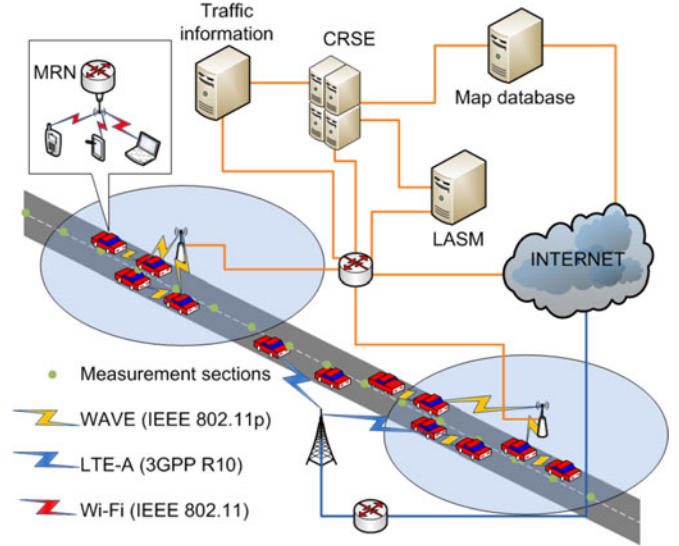 Traffic
information
CRSE
MRN
Map database
LASM
INTERNET
Measurement sections
WAVE (IEEE 802.11p)
LTE-A (3GPP R10)
Wi-Fi (IEEE 802.11)